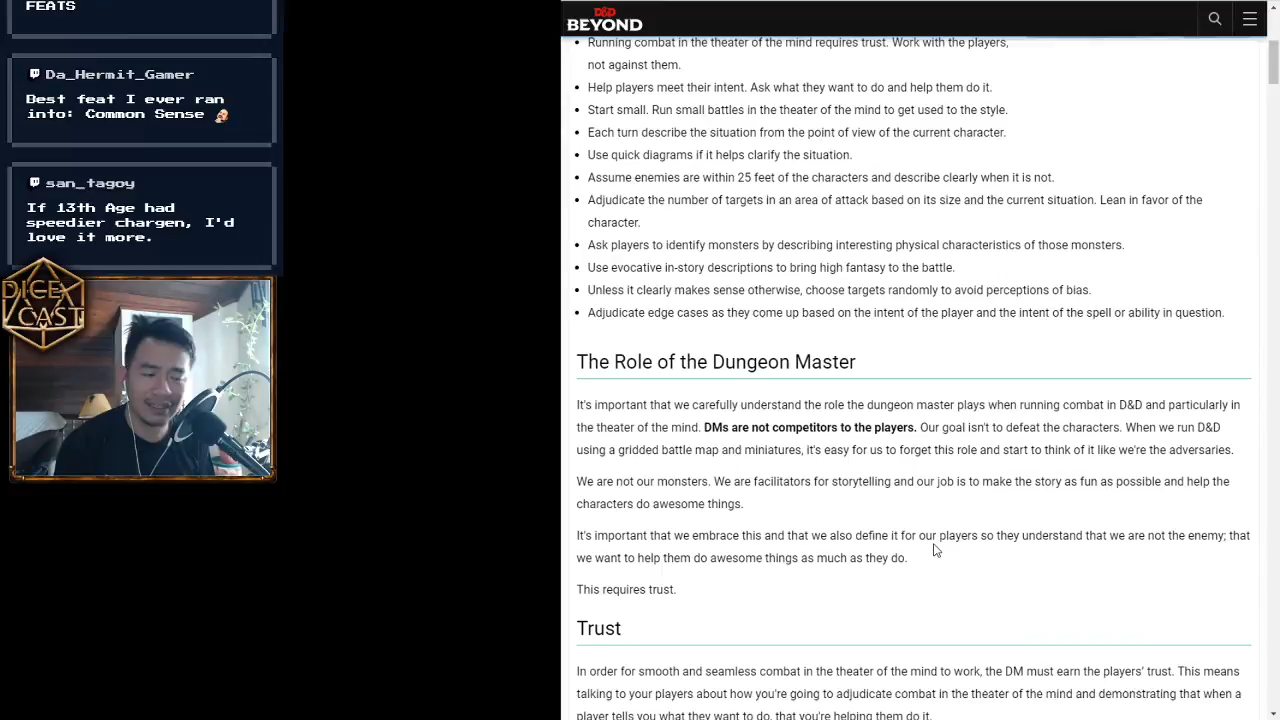 FEATS
Da_Hermit_Gamer
Best feat I ever ran
into: Common Sense
san_tagoy
If 13th Age had
speedier chargen, I'd
love it more.
DICE
CAST
D&D
BEYOND
Running combat in the theater of the mind requires trust. Work with the players,
not against them.
Help players meet their intent. Ask what they want to do and help them do it.
Start small. Run small battles in the theater of the mind to get used to the style.
Each turn describe the situation from the point of view of the current character.
Use quick diagrams if it helps clarify the situation.
Assume enemies are within 25 feet of the characters and describe clearly when it is not.
Adjudicate the number of targets in an area of attack based on its size and the current situation. Lean in favor of the
character.
Ask players to identify monsters by describing interesting physical characteristics of those monsters.
Use evocative in-story descriptions to bring high fantasy to the battle.
Unless it clearly makes sense otherwise, choose targets randomly to avoid perceptions of bias.
Adjudicate edge cases as they come up based on the intent of the player and the intent of the spell or ability in question.
The Role of the Dungeon Master
It's important that we carefully understand the role the dungeon master plays when running combat in D&D and particularly in
the theater of the mind. DMs are not competitors to the players. Our goal isn't to defeat the characters. When we run D&D
using a gridded battle map and miniatures, it's easy for us to forget this role and start to think of it like we're the adversaries.
We are not our monsters. We are facilitators for storytelling and our job is to make the story as fun as possible and help the
characters do awesome things.
It's important that we embrace this and that we also define it for our players so they understand that we are not the enemy; that
we want to help them do awesome things as much as they do.
This requires trust.
Trust
In order for smooth and seamless combat in the theater of the mind to work, the DM must earn the players' trust. This means
talking to your players about how you're going to adjudicate combat in the theater of the mind and demonstrating that when a
player tells you what they want to do, that you're helping them do it.